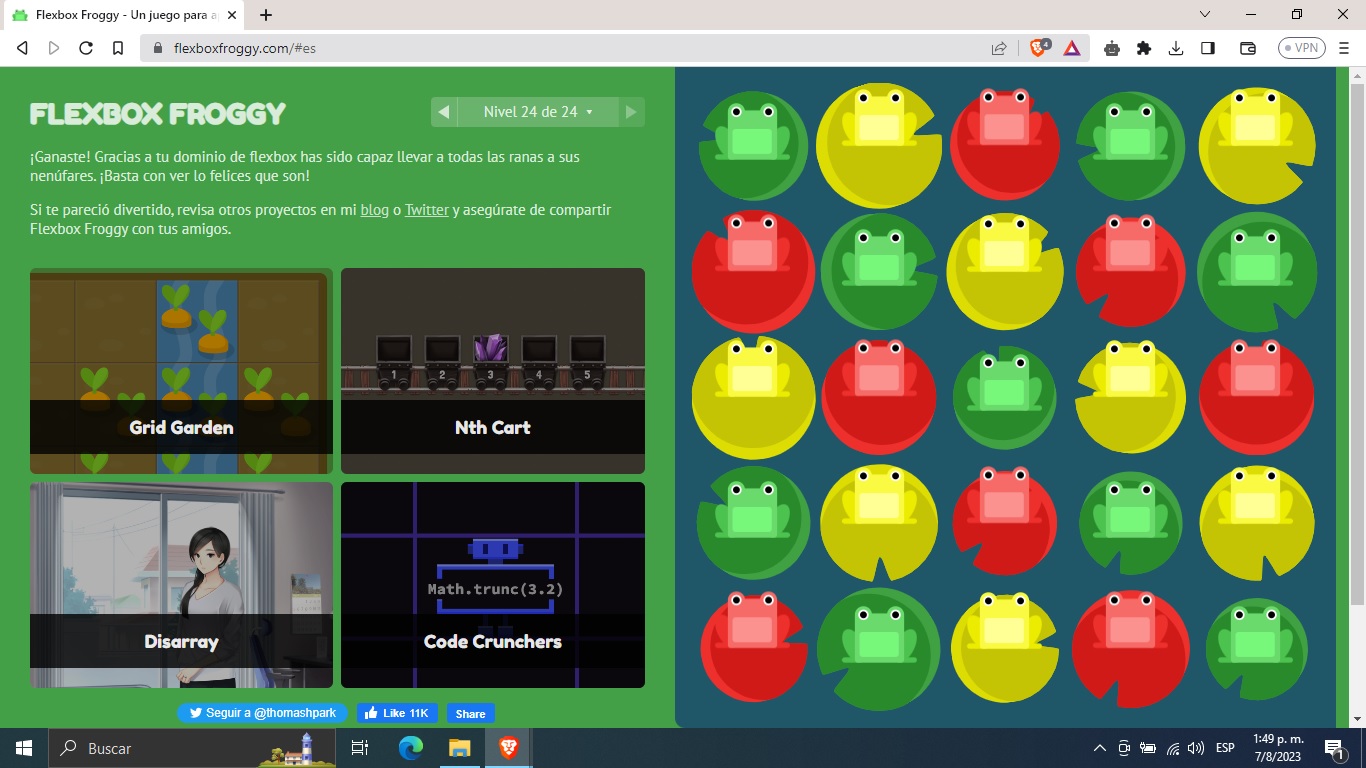 Flexbox Froggy - Un juego para a
flexboxfroggy.com/#es
4
VPN
FLEXBOX FROGGY
Nivel 24 de 24
¡Ganaste! Gracias a tu dominio de flexbox has sido capaz llevar a todas las ranas a sus
nenúfares. ¡Basta con ver lo felices que son!
Si te pareció divertido, revisa otros proyectos en mi blog o Twitter y asegúrate de compartir
Flexbox Froggy con tus amigos.
Grid Garden
1 2 3 4 5
Nth Cart
Disarray
Math.trunc(3.2)
Code Crunchers
Seguir a @thomashpark
Like 11K
Share
Buscar
ESP
1:49 p. m.
7/8/2023
1